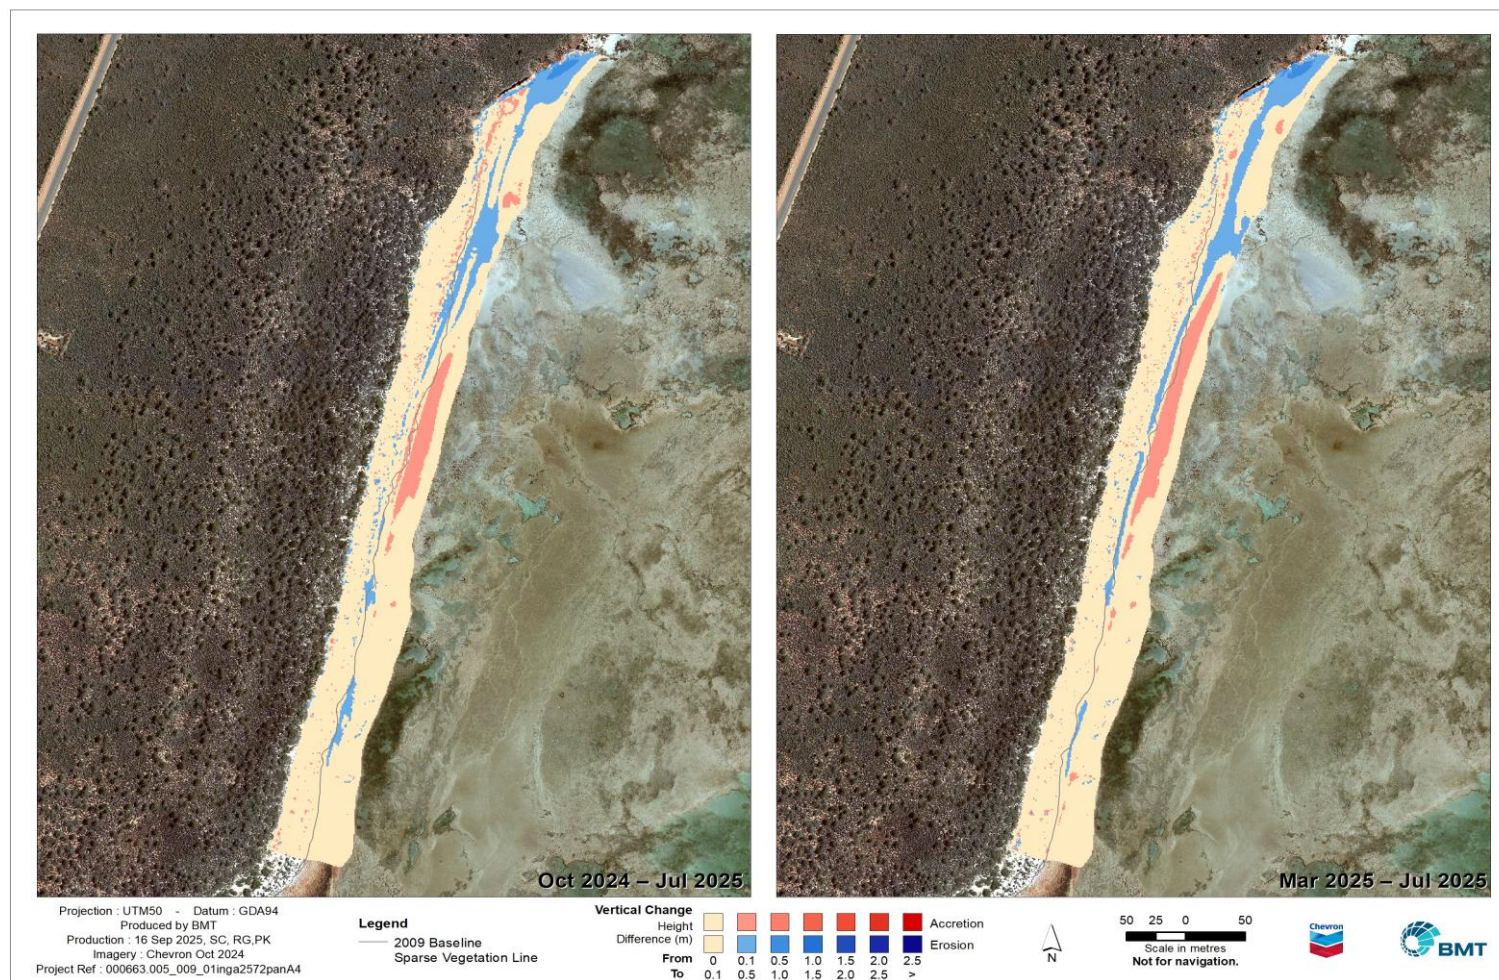 Oct 2024 – Jul 2025
Mar 2025 – Jul 2025
Projection : UTM50 - Datum : GDA94
Produced by BMT
Production : 16 Sep 2025, SC, RG,PK
Imagery : Chevron Oct 2024
Project Ref : 000663.005_009_01inga2572panA4
Legend
2009 Baseline
Sparse Vegetation Line
Vertical Change
Height
Difference (m)
Accretion
Erosion
From 0 0.1 0.5 1.0 1.5 2.0 2.5
To 0.1 0.5 1.0 1.5 2.0 2.5 >
N
50 25 0 50
Scale in metres
Not for navigation.
Chevron
BMT